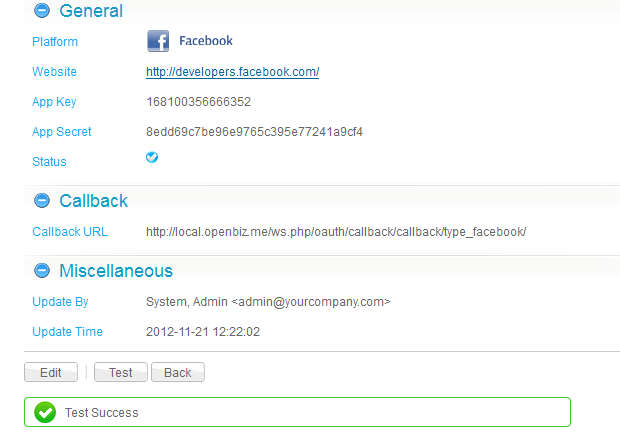 General
Platform Facebook
Website http://developers.facebook.com/
App Key 168100356666352
App Secret 8edd69c7be96e9765c395e77241a9cf4
Status
Callback
Callback URL http://local.openbiz.me/ws.php/oauth/callback/callback/type_facebook/
Miscellaneous
Update By System, Admin <admin@yourcompany.com>
Update Time 2012-11-21 12:22:02
Edit | Test Back
Test Success